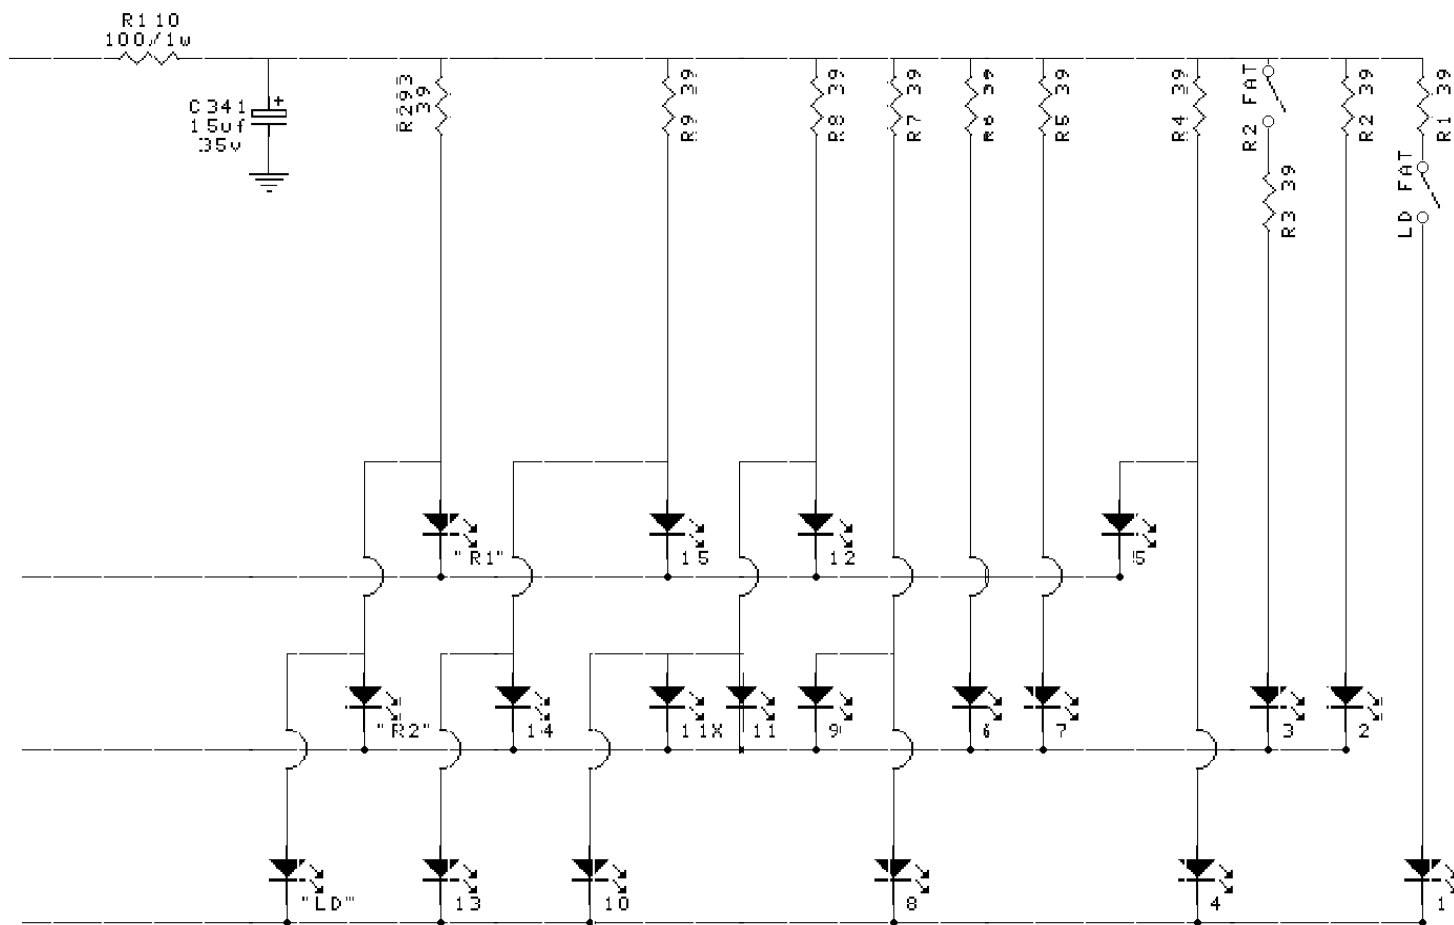 R110
100/1w
C341
15uf
35v
+
R293
39
R9 39
R8 39
R7 39
R6 39
R5 39
R4 39
R2 FAT
R3 39
R2 39
R1 39
LD FAT
"R1"
15
12
5
"R2"
14
11X
11
9
6
7
3
2
"LD"
13
10
8
4
1